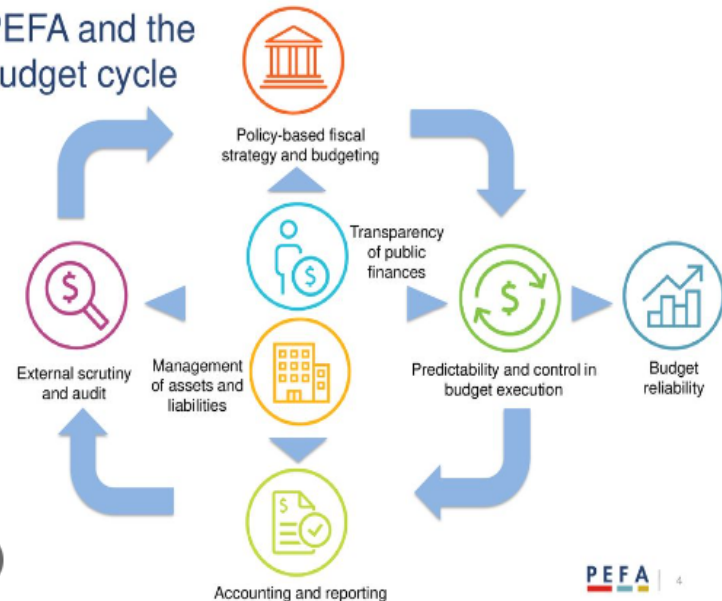 PEFA and the
udget cycle
Policy-based fiscal
strategy and budgeting
Transparency
of public
finances
External scrutiny
and audit
Management
of assets and
liabilities
Predictability and control in
budget execution
Budget
reliability
Accounting and reporting
PEFA
4